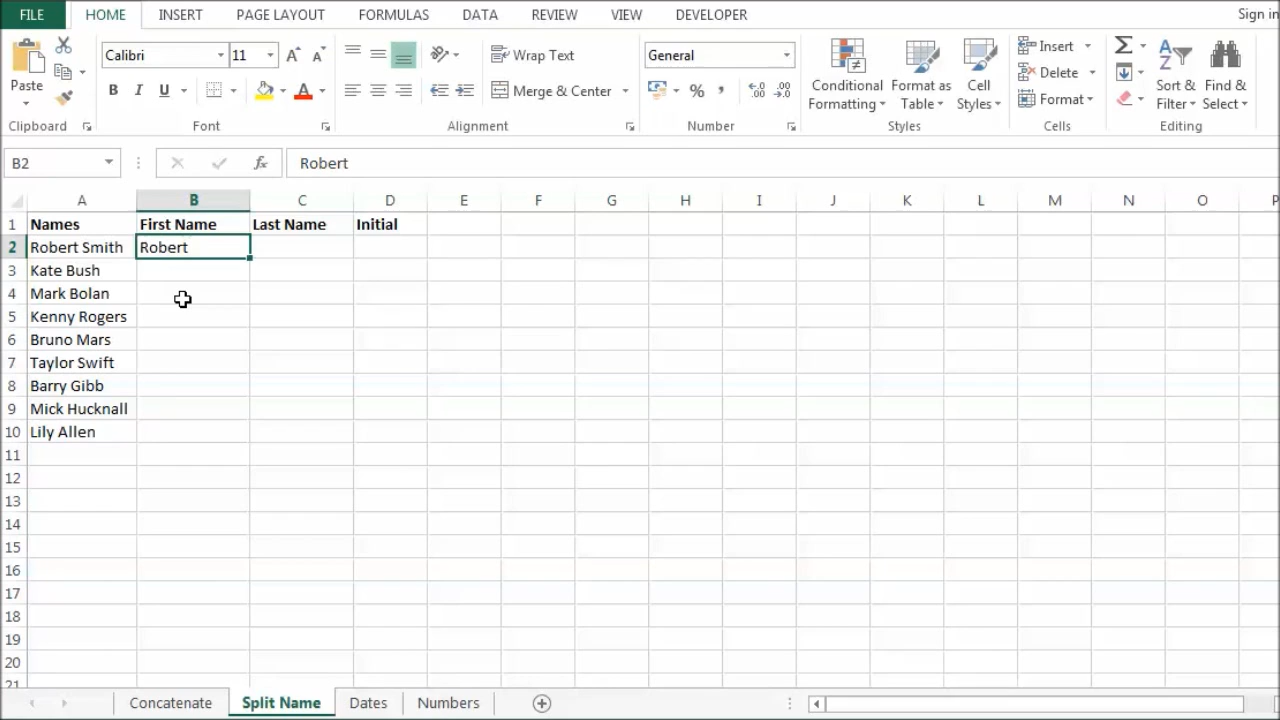 FILE HOME INSERT PAGE LAYOUT FORMULAS DATA REVIEW VIEW DEVELOPER Sign in
Calibri 11 A A Wrap Text General Insert
Paste B I U A Merge & Center % , .00 Conditional Format as Cell Delete Sort & Find &
Formatting Table Styles Format Filter Select
Clipboard Font Alignment Number Styles Cells Editing
B2 fx Robert
A B C D E F G H I J K L M N O P
1 Names First Name Last Name Initial
2 Robert Smith Robert
3 Kate Bush
4 Mark Bolan
5 Kenny Rogers
6 Bruno Mars
7 Taylor Swift
8 Barry Gibb
9 Mick Hucknall
10 Lily Allen
11
12
13
14
15
16
17
18
19
20
21
Concatenate Split Name Dates Numbers